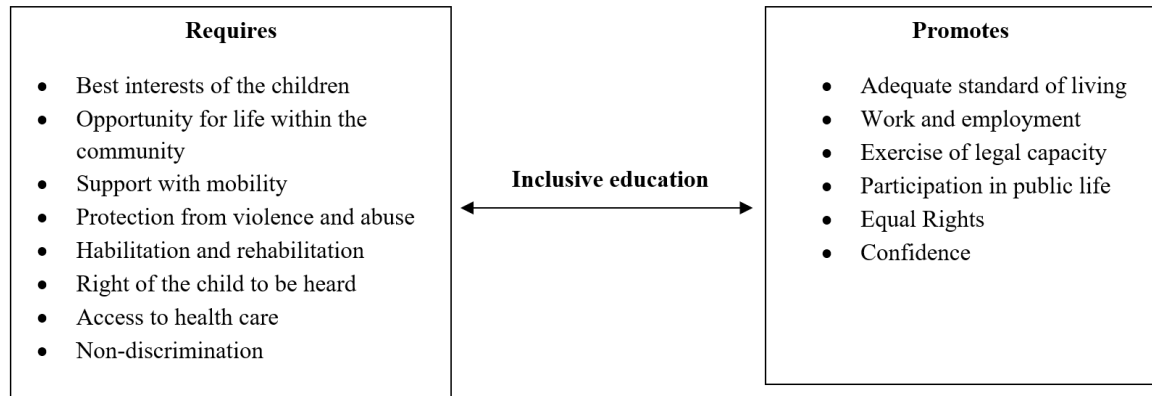 Requires
• Best interests of the children
• Opportunity for life within the
community
• Support with mobility
• Protection from violence and abuse
• Habilitation and rehabilitation
• Right of the child to be heard
• Access to health care
• Non-discrimination
Inclusive education
Promotes
• Adequate standard of living
• Work and employment
• Exercise of legal capacity
• Participation in public life
• Equal Rights
• Confidence